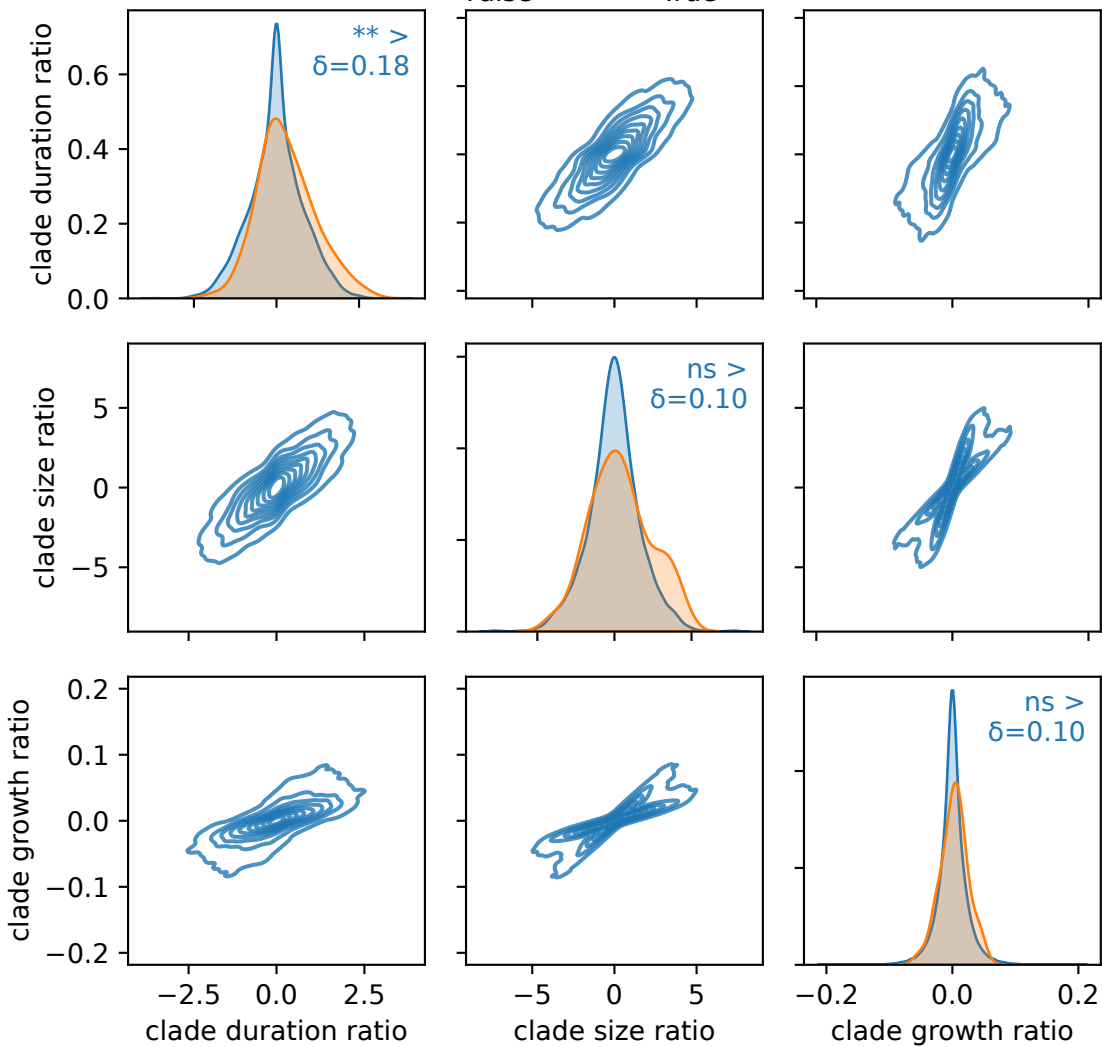 clade duration ratio
0.6
0.4
0.2
0.0
** >
δ=0.18
clade size ratio
5
0
−5
ns >
δ=0.10
clade growth ratio
0.2
0.1
0.0
−0.1
−0.2
ns >
δ=0.10
−2.5 0.0 2.5
−5 0 5
−0.2 0.0 0.2
clade duration ratio
clade size ratio
clade growth ratio